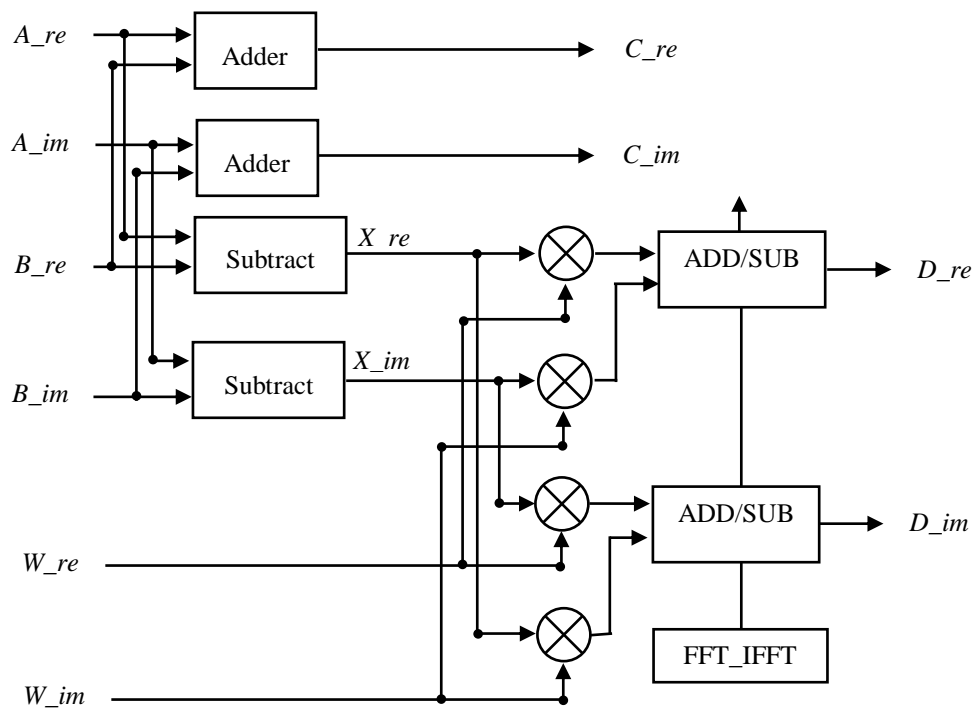 A_re
Adder
C_re
A_im
Adder
C_im
B_re
Subtract
X_re
ADD/SUB
D_re
B_im
Subtract
X_im
W_re
ADD/SUB
D_im
W_im
FFT_IFFT